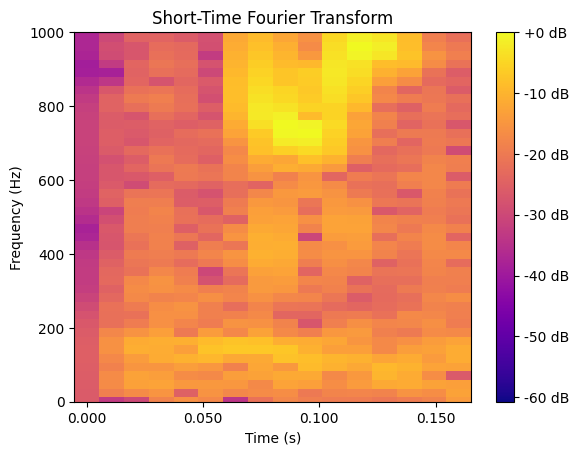 Short-Time Fourier Transform
1000
800
600
400
200
0
Frequency (Hz)
0.000
0.050
0.100
0.150
Time (s)
+0 dB
-10 dB
-20 dB
-30 dB
-40 dB
-50 dB
-60 dB